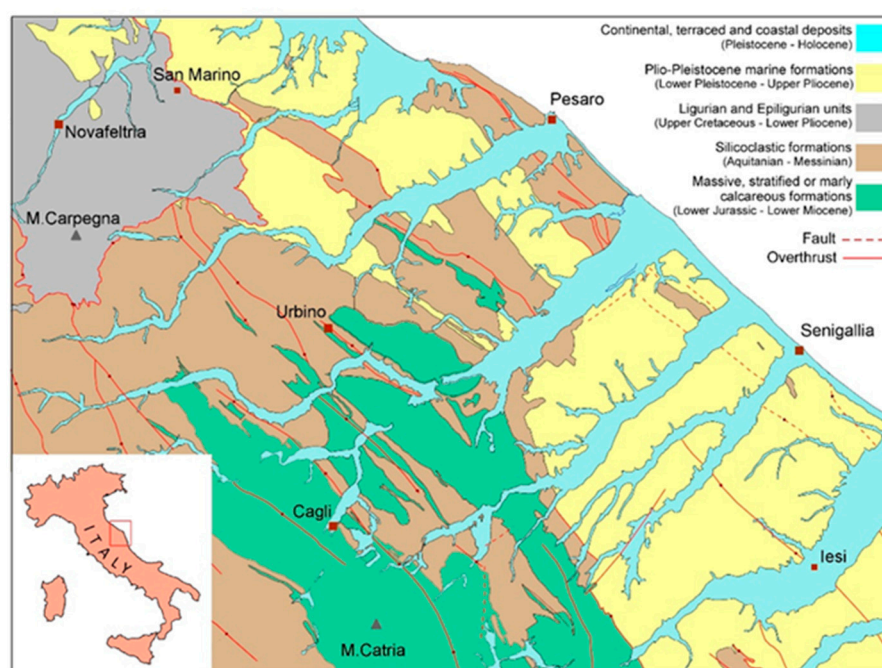 Continental, terraced and coastal deposits
(Pleistocene - Holocene)
Plio-Pleistocene marine formations
(Lower Pleistocene - Upper Pliocene)
Ligurian and Epiligurian units
(Upper Cretaceous - Lower Pliocene)
Silicoclastic formations
(Aquitanian - Messinian)
Massive, stratified or marly
calcareous formations
(Lower Jurassic - Lower Miocene)
Fault
Overthrust
San Marino
Pesaro
Novafeltria
M.Carpegna
Urbino
Senigallia
Cagli
Iesi
M.Catria
ITALY